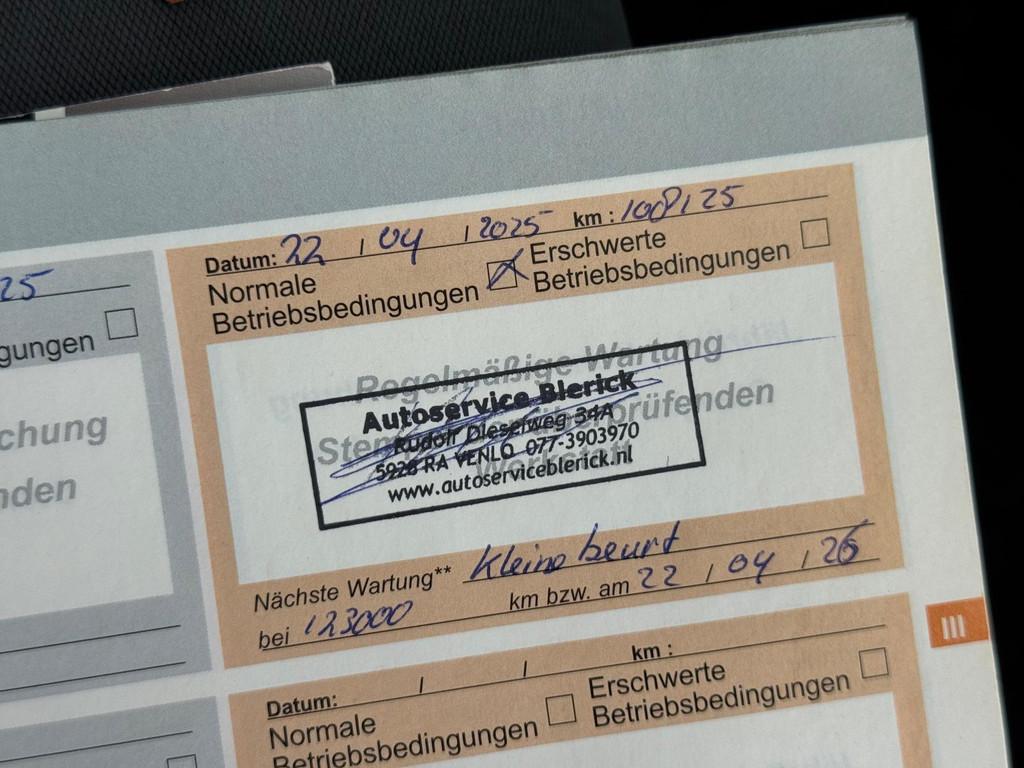 25
gungen
chung
nden
Datum: 22 / 04 / 2025 km : 108125
Normale Betriebsbedingungen
Erschwerte Betriebsbedingungen
Regelmäßige Wartung
Autoservice Blerick
Rudolf Dieselweg 34A
5928 RA VENLO 077-3903970
www.autoserviceblerick.nl
Nächste Wartung** Kleine beurt
bei 123000 km bzw. am 22 / 04 / 26
III
Datum: / / km :
Normale Betriebsbedingungen
Erschwerte Betriebsbedingungen